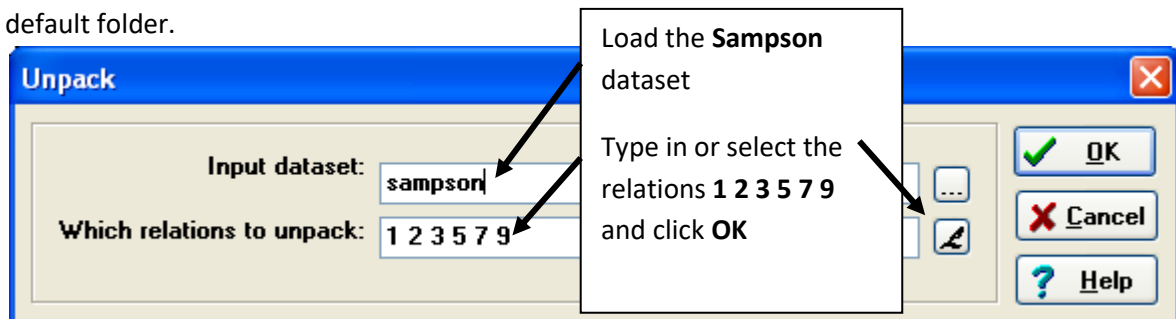 default folder.
Unpack
Load the Sampson
dataset
Type in or select the
relations 1 2 3 5 7 9
and click OK
Input dataset:
sampson
...
Which relations to unpack:
1 2 3 5 7 9
L
OK
Cancel
Help